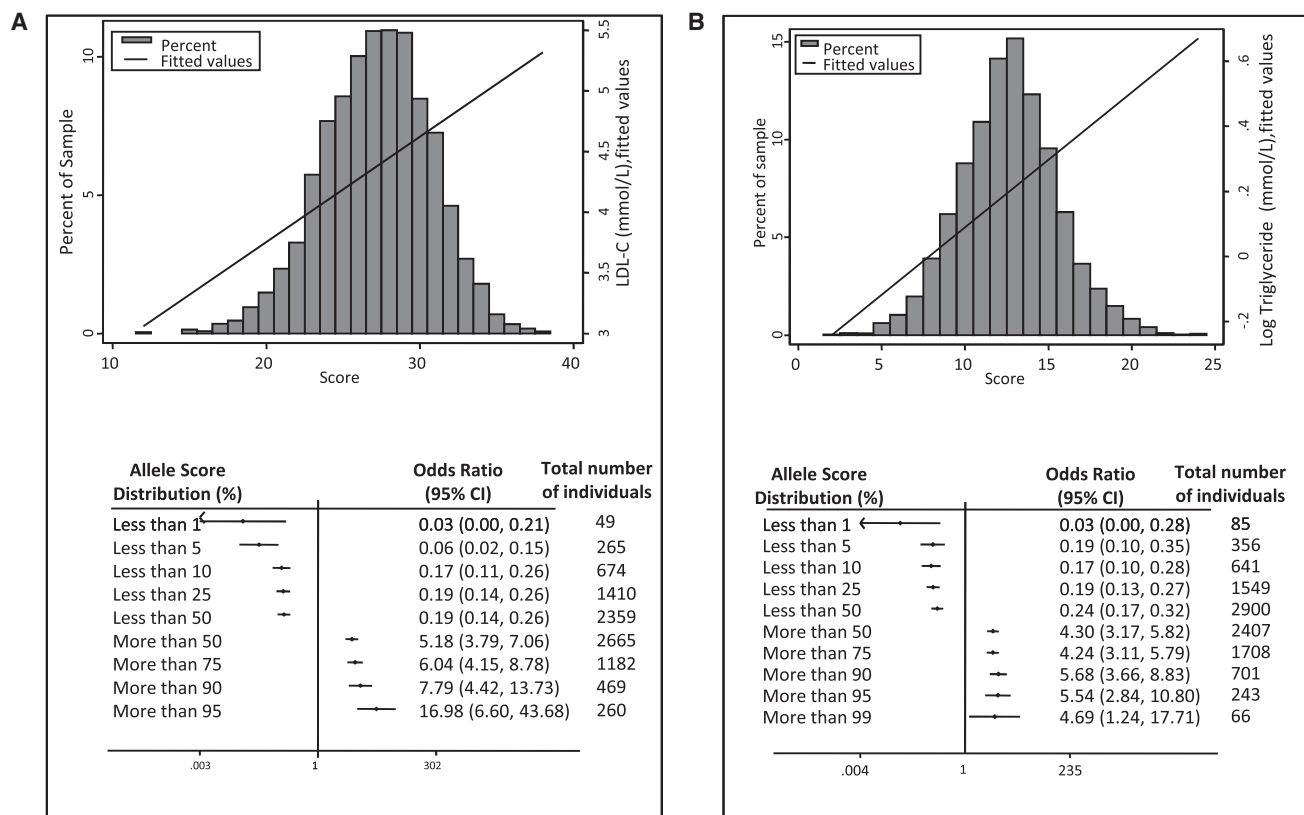 A
Percent
Fitted values
Percent of Sample
0
5
10
LDL-C (mmol/L),fitted values
3
3.5
4
4.5
5
5.5
10
20
30
40
Score
Allele Score Odds Ratio Total number
Distribution (%) (95% CI) of individuals
Less than 1 0.03 (0.00, 0.21) 49
Less than 5 0.06 (0.02, 0.15) 265
Less than 10 0.17 (0.11, 0.26) 674
Less than 25 0.19 (0.14, 0.26) 1410
Less than 50 0.19 (0.14, 0.26) 2359
More than 50 5.18 (3.79, 7.06) 2665
More than 75 6.04 (4.15, 8.78) 1182
More than 90 7.79 (4.42, 13.73) 469
More than 95 16.98 (6.60, 43.68) 260
.003 1 302
B
Percent
Fitted values
Percent of sample
0
5
10
15
Log Triglyceride (mmol/L),fitted values
-.2
0
.2
.4
.6
0
5
10
15
20
25
Score
Allele Score Odds Ratio Total number
Distribution (%) (95% CI) of individuals
Less than 1 0.03 (0.00, 0.28) 85
Less than 5 0.19 (0.10, 0.35) 356
Less than 10 0.17 (0.10, 0.28) 641
Less than 25 0.19 (0.13, 0.27) 1549
Less than 50 0.24 (0.17, 0.32) 2900
More than 50 4.30 (3.17, 5.82) 2407
More than 75 4.24 (3.11, 5.79) 1708
More than 90 5.68 (3.66, 8.83) 701
More than 95 5.54 (2.84, 10.80) 243
More than 99 4.69 (1.24, 17.71) 66
.004 1 235